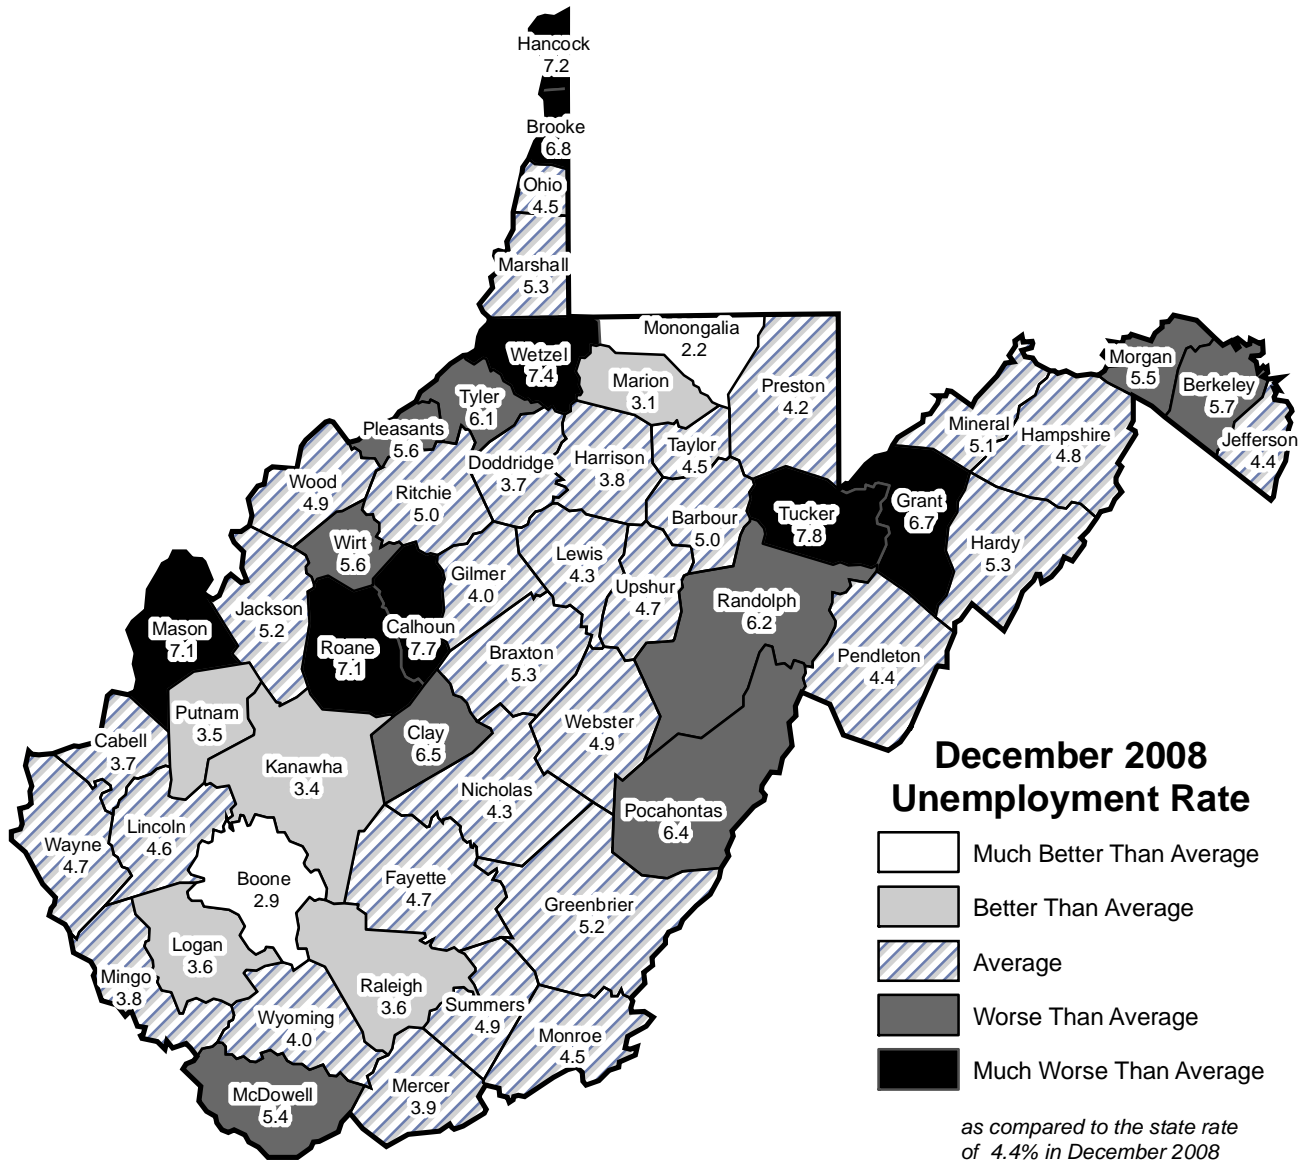 Hancock
7.2
Brooke
6.8
Ohio
4.5
Marshall
5.3
Wetzel
7.4
Monongalia
2.2
Marion
3.1
Preston
4.2
Tyler
6.1
Pleasants
5.6
Morgan
5.5
Berkeley
5.7
Jefferson
4.4
Mineral
5.1
Hampshire
4.8
Wood
4.9
Ritchie
5.0
Doddridge
3.7
Harrison
3.8
Taylor
4.5
Barbour
5.0
Tucker
7.8
Grant
6.7
Hardy
5.3
Wirt
5.6
Gilmer
4.0
Lewis
4.3
Upshur
4.7
Randolph
6.2
Pendleton
4.4
Mason
7.1
Jackson
5.2
Roane
7.1
Calhoun
7.7
Braxton
5.3
Webster
4.9
Putnam
3.5
Cabell
3.7
Kanawha
3.4
Clay
6.5
Nicholas
4.3
Pocahontas
6.4
Wayne
4.7
Lincoln
4.6
Boone
2.9
Fayette
4.7
Greenbrier
5.2
Logan
3.6
Mingo
3.8
Raleigh
3.6
Summers
4.9
Monroe
4.5
Wyoming
4.0
McDowell
5.4
Mercer
3.9
December 2008
Unemployment Rate
Much Better Than Average
Better Than Average
Average
Worse Than Average
Much Worse Than Average
as compared to the state rate
of 4.4% in December 2008